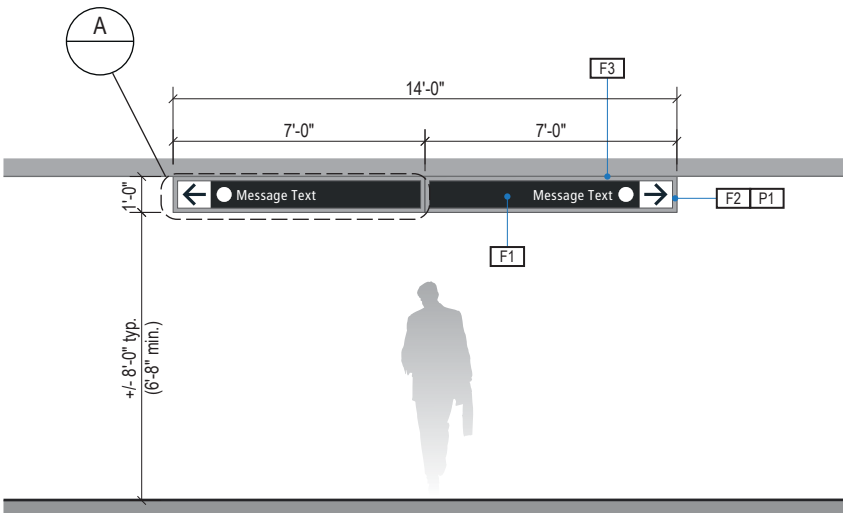 A
F3
14'-0"
7'-0"
7'-0"
1'-0"
← Message Text
Message Text →
F2 P1
F1
+/- 8'-0" typ.
(6'-8" min.)